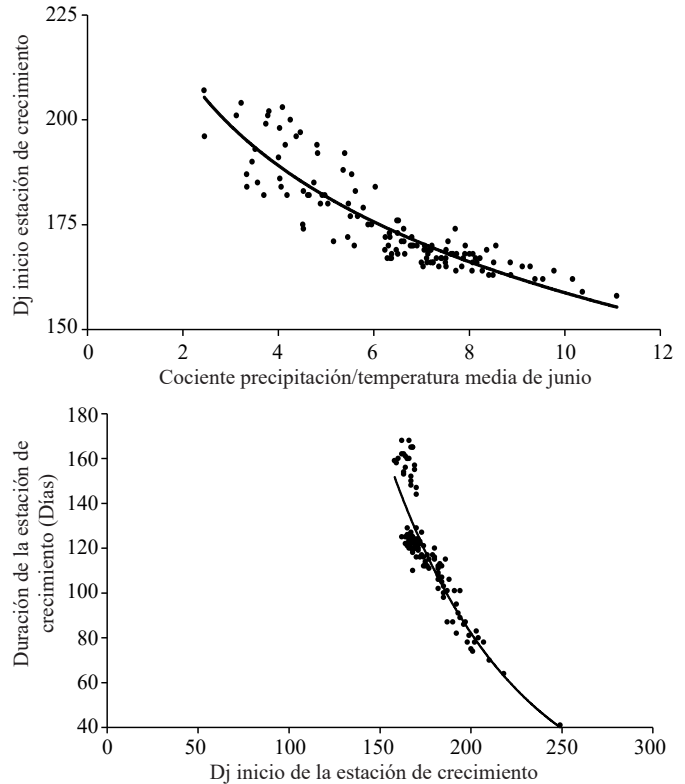 225
200
175
150
Dj inicio estación de crecimiento
0 2 4 6 8 10 12
Cociente precipitación/temperatura media de junio
180
160
140
120
100
80
60
40
Duración de la estación de
crecimiento (Días)
0 50 100 150 200 250 300
Dj inicio de la estación de crecimiento